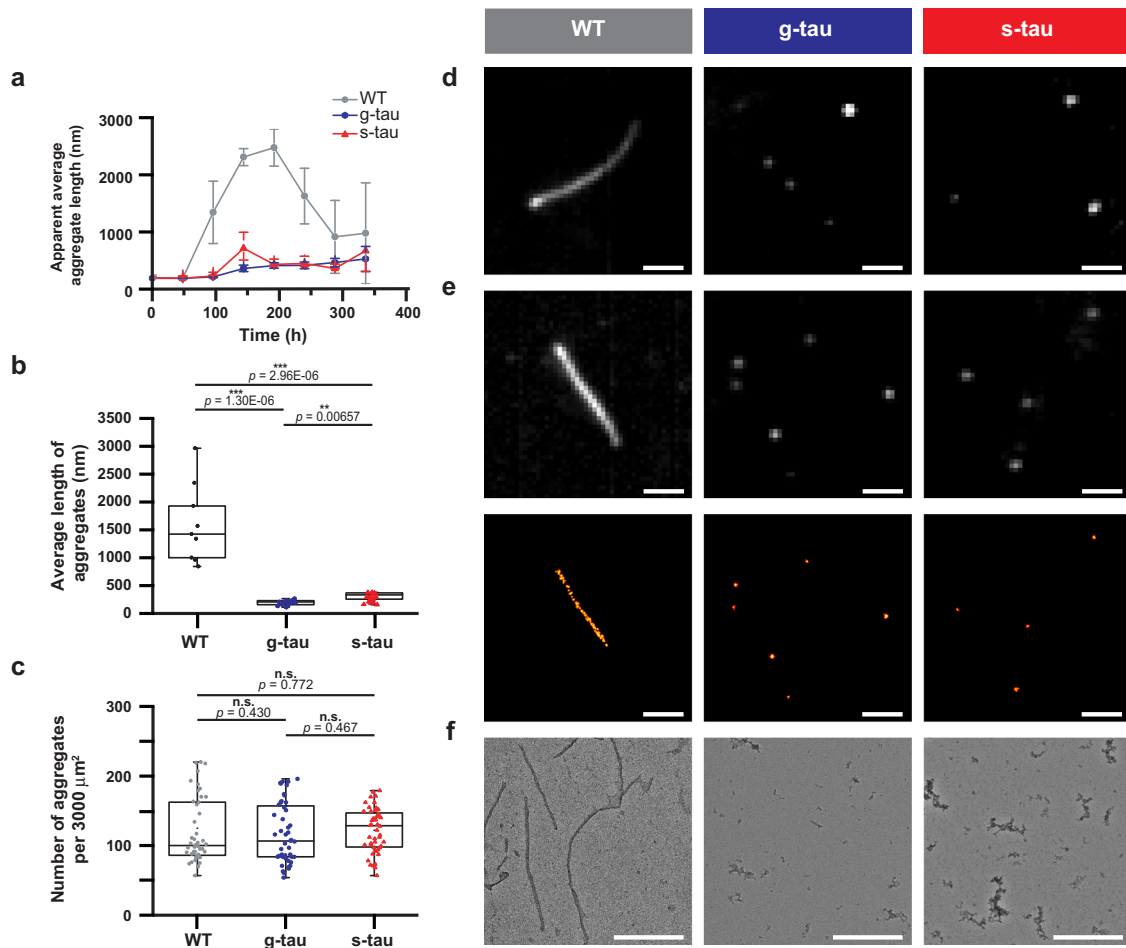 WT
g-tau
s-tau
a
WT
g-tau
s-tau
Apparent average
aggregate length (nm)
3000
2000
1000
0
0
100
200
300
400
Time (h)
b
***
p = 2.96E-06
***
p = 1.30E-06
**
p = 0.00657
Average length of
aggregates (nm)
3500
3000
2500
2000
1500
1000
500
0
WT
g-tau
s-tau
c
n.s.
p = 0.772
n.s.
p = 0.430
n.s.
p = 0.467
Number of aggregates
per 3000 µm²
300
200
150
100
0
WT
g-tau
s-tau
d
e
f